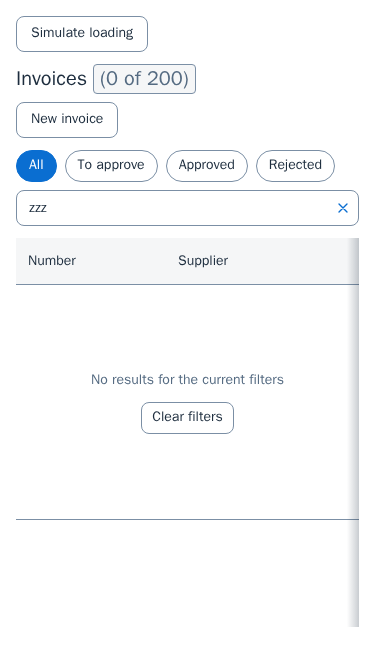 Simulate loading
Invoices (0 of 200)
New invoice
All To approve Approved Rejected
zzz
Number Supplier
No results for the current filters
Clear filters